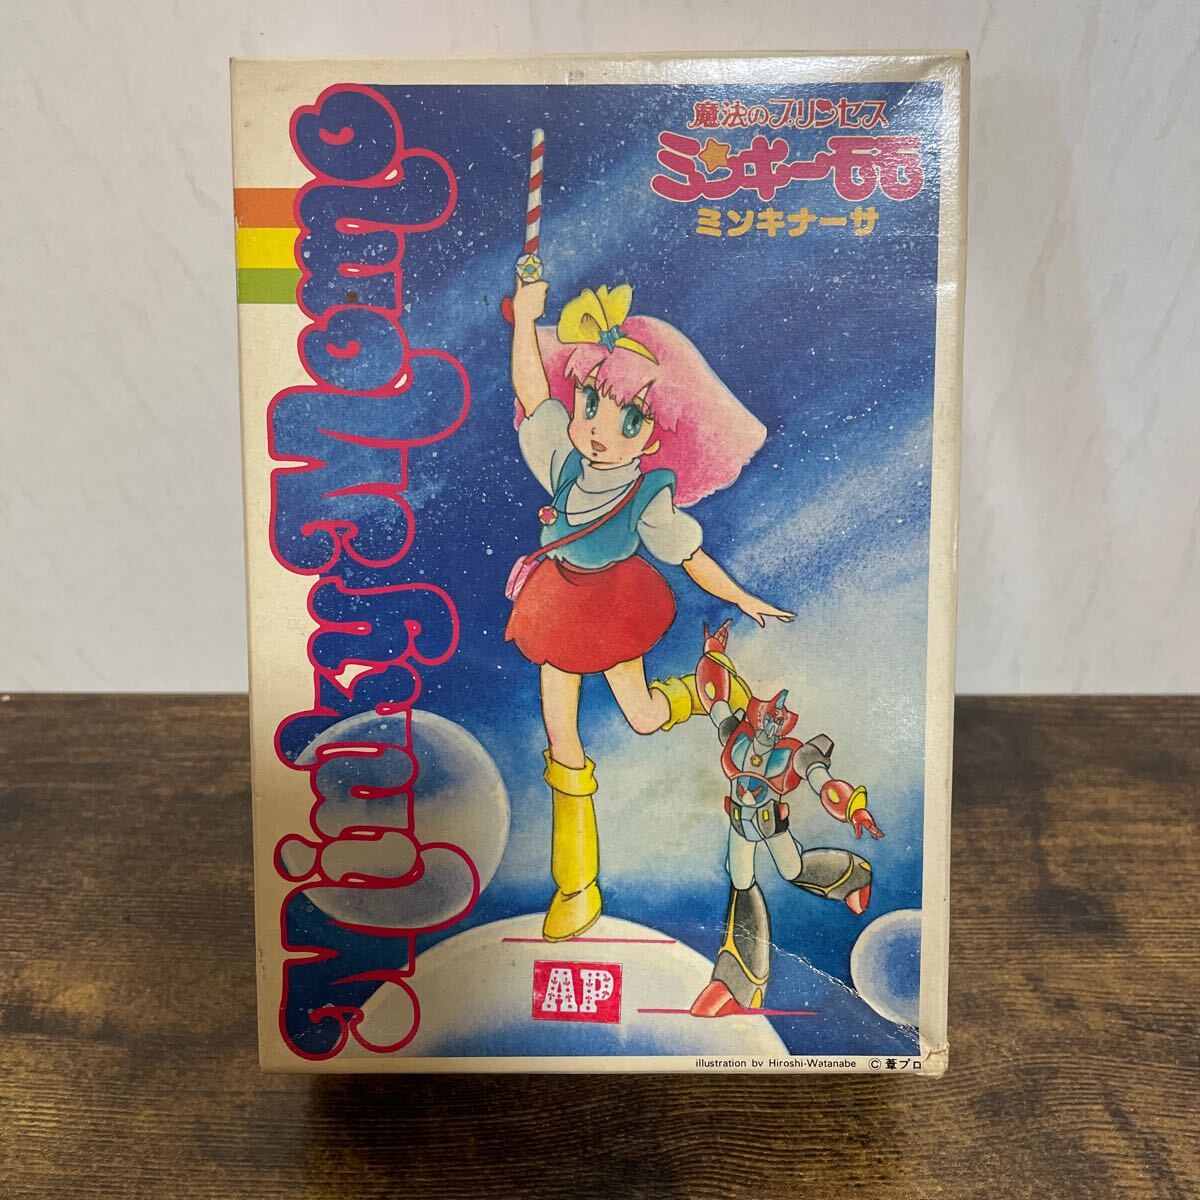 魔法のプリンセス
ミンキーモモ
ミンキナーサ
Minky Momo
AP
illustration by Hiroshi-Watanabe © 葦プロ